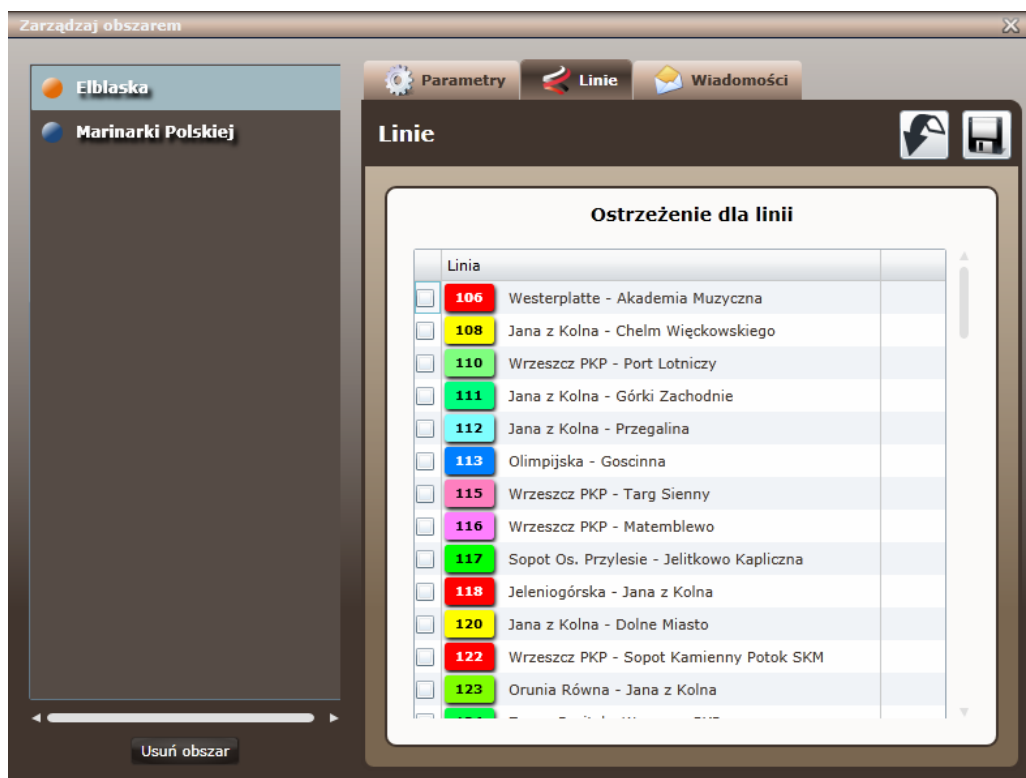 Zarządzaj obszarem
Elblaska
Marinarki Polskiej
Usuń obszar
Parametry
Linie
Wiadomości
Linie
Ostrzeżenie dla linii
Linia
106 Westerplatte - Akademia Muzyczna
108 Jana z Kolna - Chelm Więckowskiego
110 Wrzeszcz PKP - Port Lotniczy
111 Jana z Kolna - Górki Zachodnie
112 Jana z Kolna - Przegalina
113 Olimpijska - Goscinna
115 Wrzeszcz PKP - Targ Sienny
116 Wrzeszcz PKP - Matemblewo
117 Sopot Os. Przylesie - Jelitkowo Kapliczna
118 Jeleniogórska - Jana z Kolna
120 Jana z Kolna - Dolne Miasto
122 Wrzeszcz PKP - Sopot Kamienny Potok SKM
123 Orunia Równa - Jana z Kolna